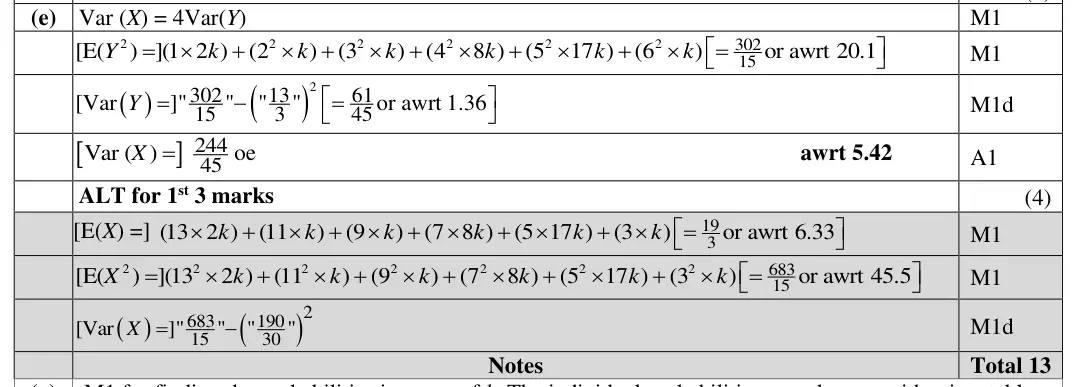 (e) Var (X) = 4Var(Y) M1
[E(Y²) =](1 × 2k) + (2² × k) + (3² × k) + (4² × 8k) + (5² × 17k) + (6² × k) [= 302/15 or awrt 20.1] M1
[Var(Y) =]"302/15" − ("13/3")² [= 61/45 or awrt 1.36] M1d
[Var (X) =] 244/45 oe awrt 5.42 A1
ALT for 1st 3 marks (4)
[E(X) =] (13 × 2k) + (11 × k) + (9 × k) + (7 × 8k) + (5 × 17k) + (3 × k) [= 19/3 or awrt 6.33] M1
[E(X²) =](13² × 2k) + (11² × k) + (9² × k) + (7² × 8k) + (5² × 17k) + (3² × k) [= 683/15 or awrt 45.5] M1
[Var(X) =]"683/15" − ("190/30")² M1d
Notes Total 13